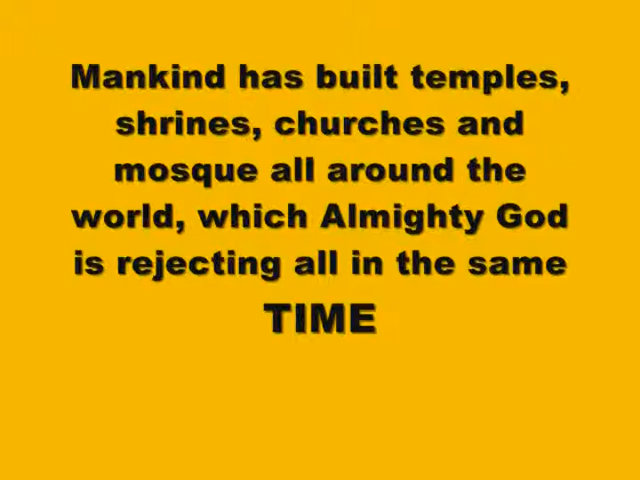 Mankind has built temples,
shrines, churches and
mosque all around the
world, which Almighty God
is rejecting all in the same
TIME